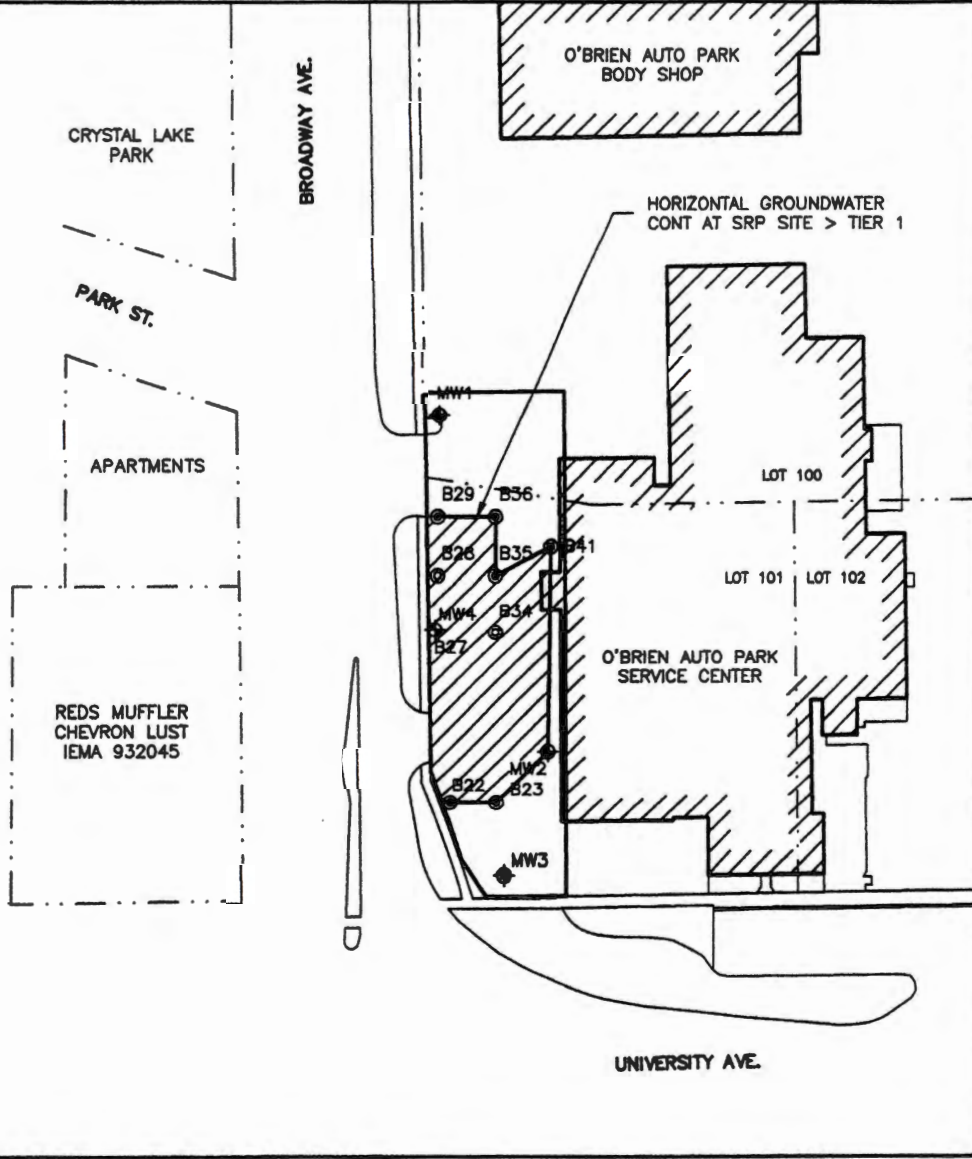 O'BRIEN AUTO PARK
BODY SHOP
CRYSTAL LAKE
PARK
BROADWAY AVE.
HORIZONTAL GROUNDWATER
CONT AT SRP SITE > TIER 1
PARK ST.
MW1
APARTMENTS
LOT 100
B29
B36
B28
B35
B41
LOT 101
LOT 102
MW4
B34
B27
O'BRIEN AUTO PARK
SERVICE CENTER
REDS MUFFLER
CHEVRON LUST
IEMA 932045
MW2
B22
B23
MW3
UNIVERSITY AVE.